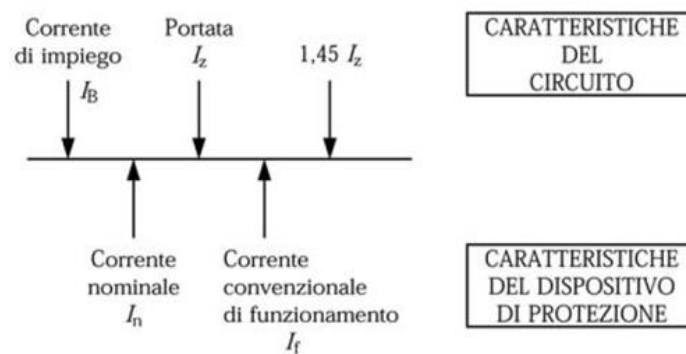 Corrente
di impiego
I_B
Portata
I_z
1,45 I_z
CARATTERISTICHE
DEL
CIRCUITO
Corrente
nominale
I_n
Corrente
convenzionale
di funzionamento
I_f
CARATTERISTICHE
DEL DISPOSITIVO
DI PROTEZIONE